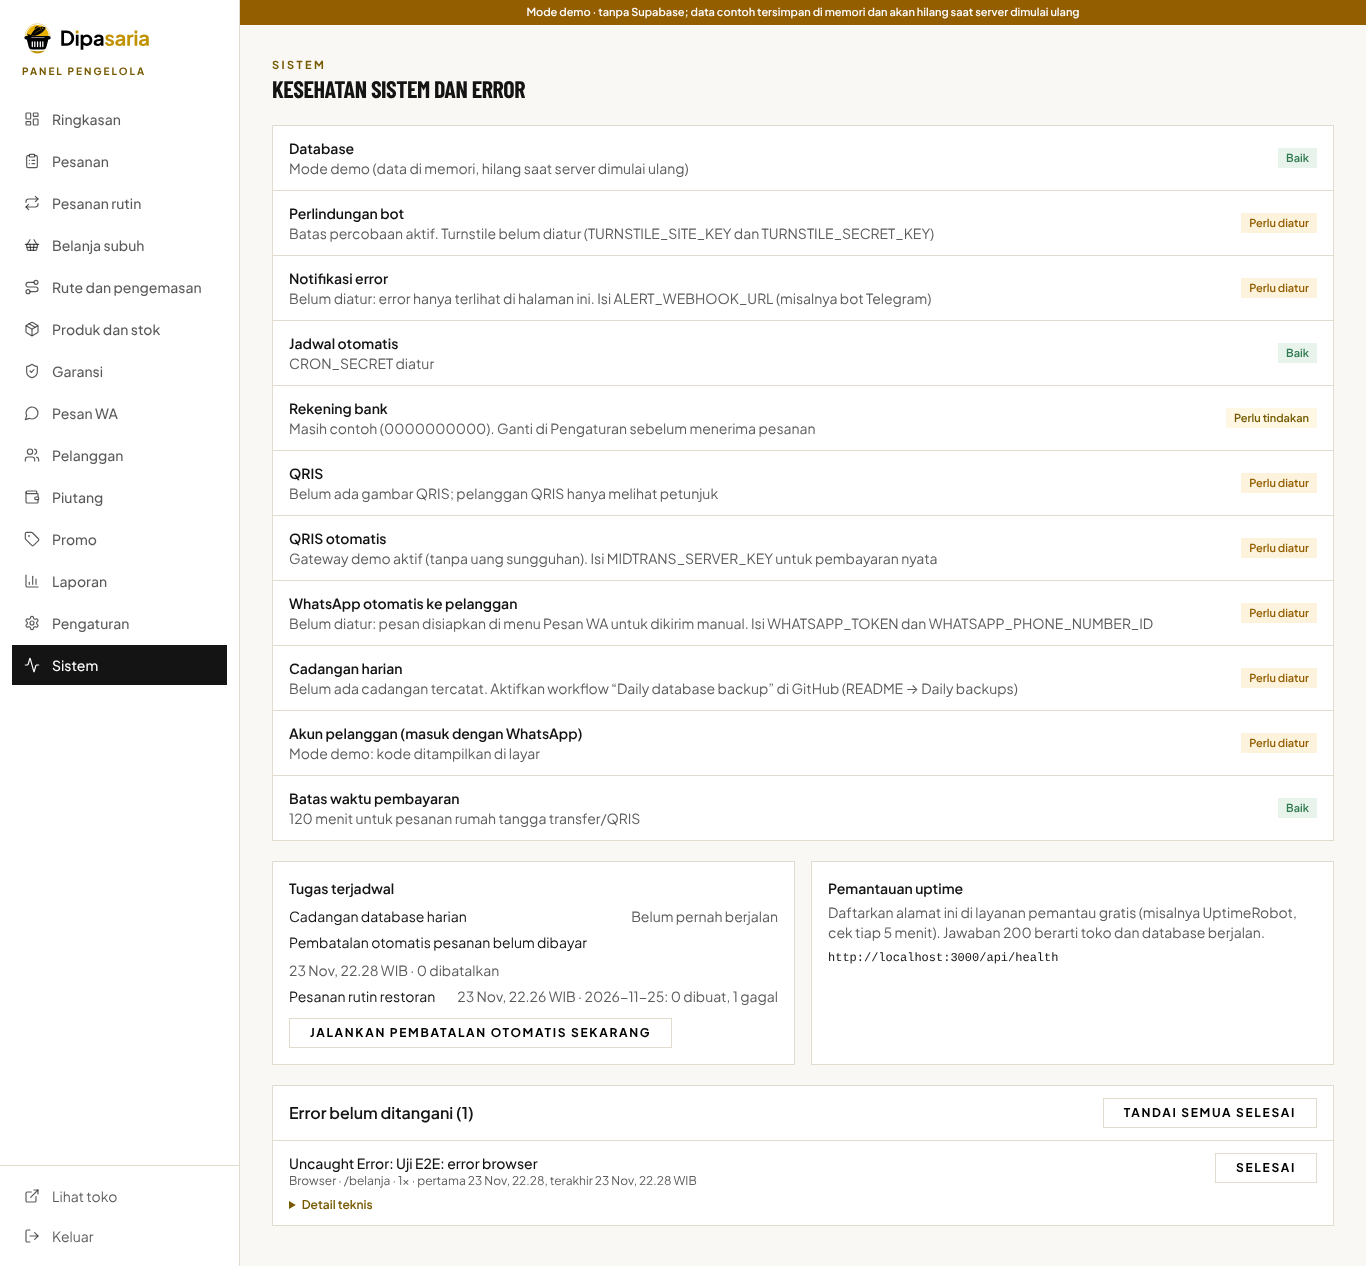 Mode demo · tanpa Supabase; data contoh tersimpan di memori dan akan hilang saat server dimulai ulang
Dipasaria
PANEL PENGELOLA
Ringkasan
Pesanan
Pesanan rutin
Belanja subuh
Rute dan pengemasan
Produk dan stok
Garansi
Pesan WA
Pelanggan
Piutang
Promo
Laporan
Pengaturan
Sistem
Lihat toko
Keluar
SISTEM
KESEHATAN SISTEM DAN ERROR
Database
Mode demo (data di memori, hilang saat server dimulai ulang)
Baik
Perlindungan bot
Batas percobaan aktif. Turnstile belum diatur (TURNSTILE_SITE_KEY dan TURNSTILE_SECRET_KEY)
Perlu diatur
Notifikasi error
Belum diatur: error hanya terlihat di halaman ini. Isi ALERT_WEBHOOK_URL (misalnya bot Telegram)
Perlu diatur
Jadwal otomatis
CRON_SECRET diatur
Baik
Rekening bank
Masih contoh (0000000000). Ganti di Pengaturan sebelum menerima pesanan
Perlu tindakan
QRIS
Belum ada gambar QRIS; pelanggan QRIS hanya melihat petunjuk
Perlu diatur
QRIS otomatis
Gateway demo aktif (tanpa uang sungguhan). Isi MIDTRANS_SERVER_KEY untuk pembayaran nyata
Perlu diatur
WhatsApp otomatis ke pelanggan
Belum diatur: pesan disiapkan di menu Pesan WA untuk dikirim manual. Isi WHATSAPP_TOKEN dan WHATSAPP_PHONE_NUMBER_ID
Perlu diatur
Cadangan harian
Belum ada cadangan tercatat. Aktifkan workflow “Daily database backup” di GitHub (README → Daily backups)
Perlu diatur
Akun pelanggan (masuk dengan WhatsApp)
Mode demo: kode ditampilkan di layar
Perlu diatur
Batas waktu pembayaran
120 menit untuk pesanan rumah tangga transfer/QRIS
Baik
Tugas terjadwal
Cadangan database harian Belum pernah berjalan
Pembatalan otomatis pesanan belum dibayar
23 Nov, 22.28 WIB · 0 dibatalkan
Pesanan rutin restoran 23 Nov, 22.26 WIB · 2026-11-25: 0 dibuat, 1 gagal
JALANKAN PEMBATALAN OTOMATIS SEKARANG
Pemantauan uptime
Daftarkan alamat ini di layanan pemantau gratis (misalnya UptimeRobot,
cek tiap 5 menit). Jawaban 200 berarti toko dan database berjalan.
http://localhost:3000/api/health
Error belum ditangani (1)
TANDAI SEMUA SELESAI
Uncaught Error: Uji E2E: error browser
Browser · /belanja · 1× · pertama 23 Nov, 22.28, terakhir 23 Nov, 22.28 WIB
SELESAI
Detail teknis